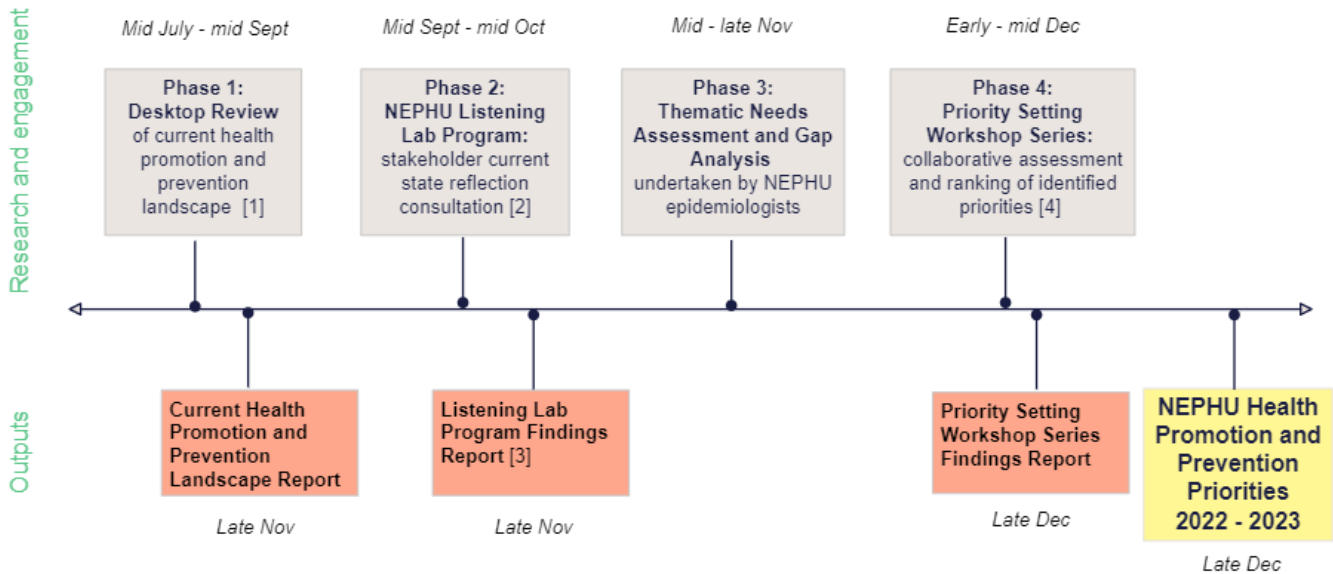 Research and engagement
Mid July - mid Sept
Mid Sept - mid Oct
Mid - late Nov
Early - mid Dec
Phase 1:
Desktop Review
of current health
promotion and
prevention
landscape [1]
Phase 2:
NEPHU Listening
Lab Program:
stakeholder current
state reflection
consultation [2]
Phase 3:
Thematic Needs
Assessment and Gap
Analysis
undertaken by NEPHU
epidemiologists
Phase 4:
Priority Setting
Workshop Series:
collaborative assessment
and ranking of identified
priorities [4]
Outputs
Current Health
Promotion and
Prevention
Landscape Report
Late Nov
Listening Lab
Program Findings
Report [3]
Late Nov
Priority Setting
Workshop Series
Findings Report
Late Dec
NEPHU Health
Promotion and
Prevention
Priorities
2022 - 2023
Late Dec